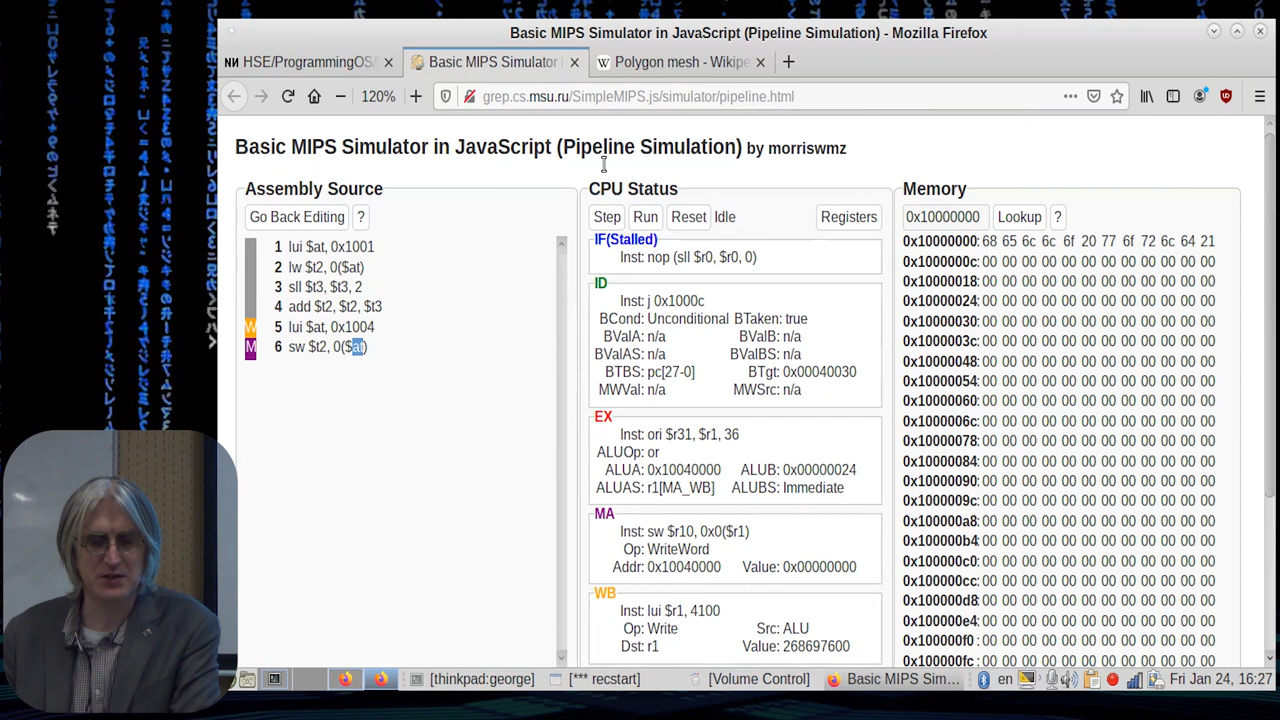 Basic MIPS Simulator in JavaScript (Pipeline Simulation) - Mozilla Firefox
HSE/ProgrammingOS/
Basic MIPS Simulator
Polygon mesh - Wikipe
120%
grep.cs.msu.ru/SimpleMIPS.js/simulator/pipeline.html
Basic MIPS Simulator in JavaScript (Pipeline Simulation) by morriswmz
Assembly Source
Go Back Editing ?
1 lui $at, 0x1001
2 lw $t2, 0($at)
3 sll $t3, $t3, 2
4 add $t2, $t2, $t3
W 5 lui $at, 0x1004
M 6 sw $t2, 0($at)
CPU Status
Step Run Reset Idle Registers
IF(Stalled)
Inst: nop (sll $r0, $r0, 0)
ID
Inst: j 0x1000c
BCond: Unconditional BTaken: true
BValA: n/a BValB: n/a
BValAS: n/a BValBS: n/a
BTBS: pc[27-0] BTgt: 0x00040030
MWVal: n/a MWSrc: n/a
EX
Inst: ori $r31, $r1, 36
ALUOp: or
ALUA: 0x10040000 ALUB: 0x00000024
ALUAS: r1[MA_WB] ALUBS: Immediate
MA
Inst: sw $r10, 0x0($r1)
Op: WriteWord
Addr: 0x10040000 Value: 0x00000000
WB
Inst: lui $r1, 4100
Op: Write Src: ALU
Dst: r1 Value: 268697600
Memory
0x10000000 Lookup ?
0x10000000: 68 65 6c 6c 6f 20 77 6f 72 6c 64 21
0x1000000c: 00 00 00 00 00 00 00 00 00 00 00 00
0x10000018: 00 00 00 00 00 00 00 00 00 00 00 00
0x10000024: 00 00 00 00 00 00 00 00 00 00 00 00
0x10000030: 00 00 00 00 00 00 00 00 00 00 00 00
0x1000003c: 00 00 00 00 00 00 00 00 00 00 00 00
0x10000048: 00 00 00 00 00 00 00 00 00 00 00 00
0x10000054: 00 00 00 00 00 00 00 00 00 00 00 00
0x10000060: 00 00 00 00 00 00 00 00 00 00 00 00
0x1000006c: 00 00 00 00 00 00 00 00 00 00 00 00
0x10000078: 00 00 00 00 00 00 00 00 00 00 00 00
0x10000084: 00 00 00 00 00 00 00 00 00 00 00 00
0x10000090: 00 00 00 00 00 00 00 00 00 00 00 00
0x1000009c: 00 00 00 00 00 00 00 00 00 00 00 00
0x100000a8: 00 00 00 00 00 00 00 00 00 00 00 00
0x100000b4: 00 00 00 00 00 00 00 00 00 00 00 00
0x100000c0: 00 00 00 00 00 00 00 00 00 00 00 00
0x100000cc: 00 00 00 00 00 00 00 00 00 00 00 00
0x100000d8: 00 00 00 00 00 00 00 00 00 00 00 00
0x100000e4: 00 00 00 00 00 00 00 00 00 00 00 00
0x100000f0: 00 00 00 00 00 00 00 00 00 00 00 00
0x100000fc: 00 00 00 00 00 00 00 00 00 00 00 00
[thinkpad:george] [*** recstart] [Volume Control] Basic MIPS Sim... en Fri Jan 24, 16:27